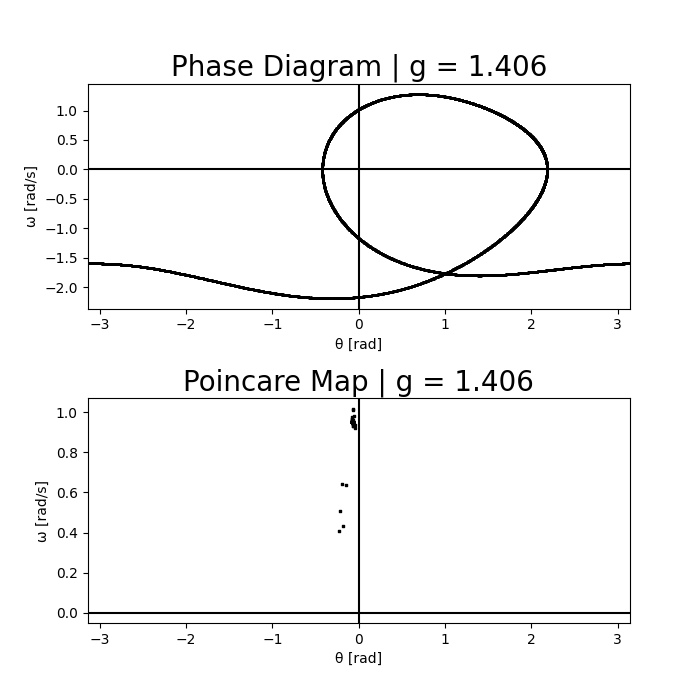 Phase Diagram | g = 1.406
1.0
0.5
0.0
−0.5
−1.0
−1.5
−2.0
ω [rad/s]
−3 −2 −1 0 1 2 3
θ [rad]
Poincare Map | g = 1.406
1.0
0.8
0.6
0.4
0.2
0.0
ω [rad/s]
−3 −2 −1 0 1 2 3
θ [rad]